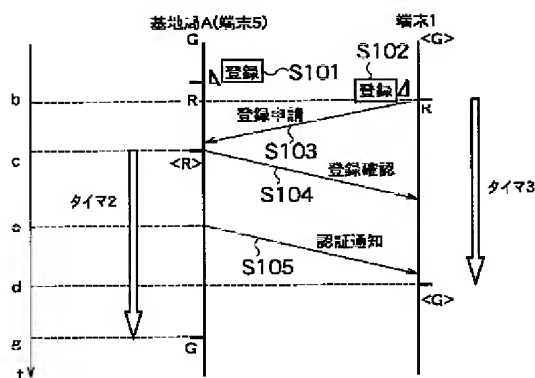 基地局A(端末5)
端末1
G
<G>
登録
S101
S102
登録
b
R
R
登録申請
S103
c
<R>
S104
登録確認
タイマ2
タイマ3
e
認証通知
S105
d
<G>
g
G
t